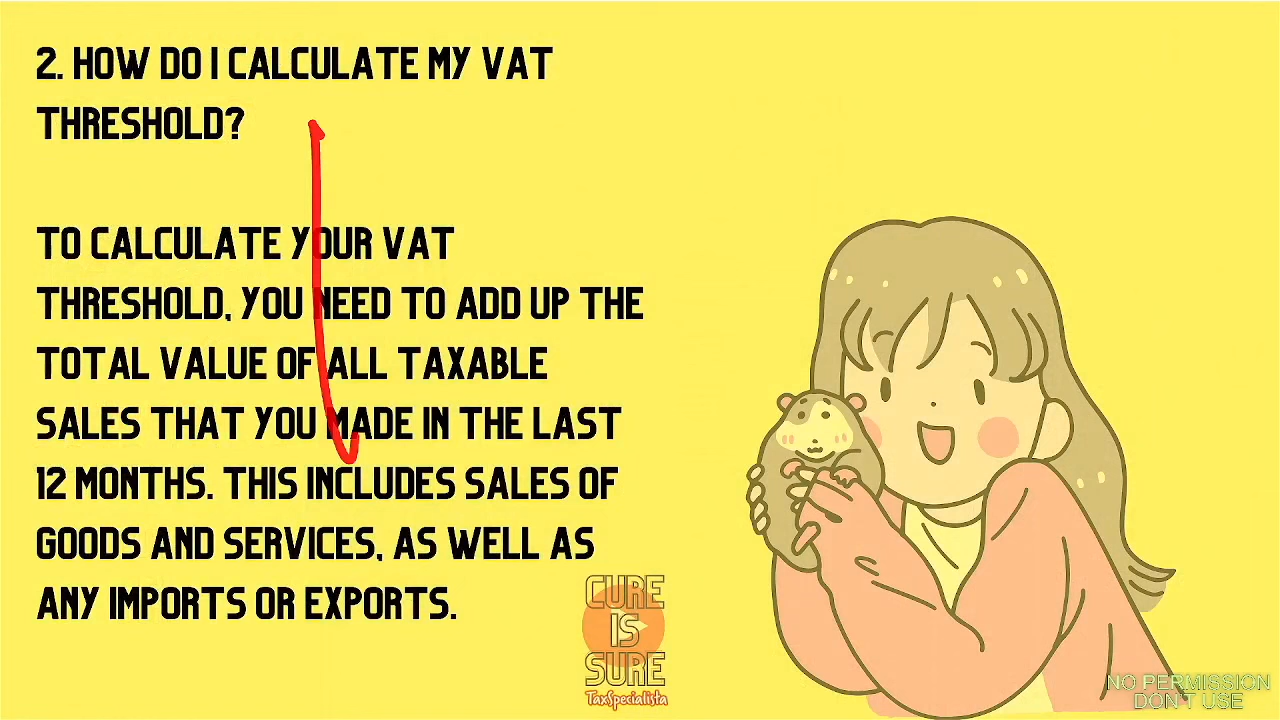 2. HOW DO I CALCULATE MY VAT
THRESHOLD?
TO CALCULATE YOUR VAT
THRESHOLD, YOU NEED TO ADD UP THE
TOTAL VALUE OF ALL TAXABLE
SALES THAT YOU MADE IN THE LAST
12 MONTHS. THIS INCLUDES SALES OF
GOODS AND SERVICES, AS WELL AS
ANY IMPORTS OR EXPORTS.
CURE
IS
SURE
TaxSpecialista
NO PERMISSION
DON'T USE